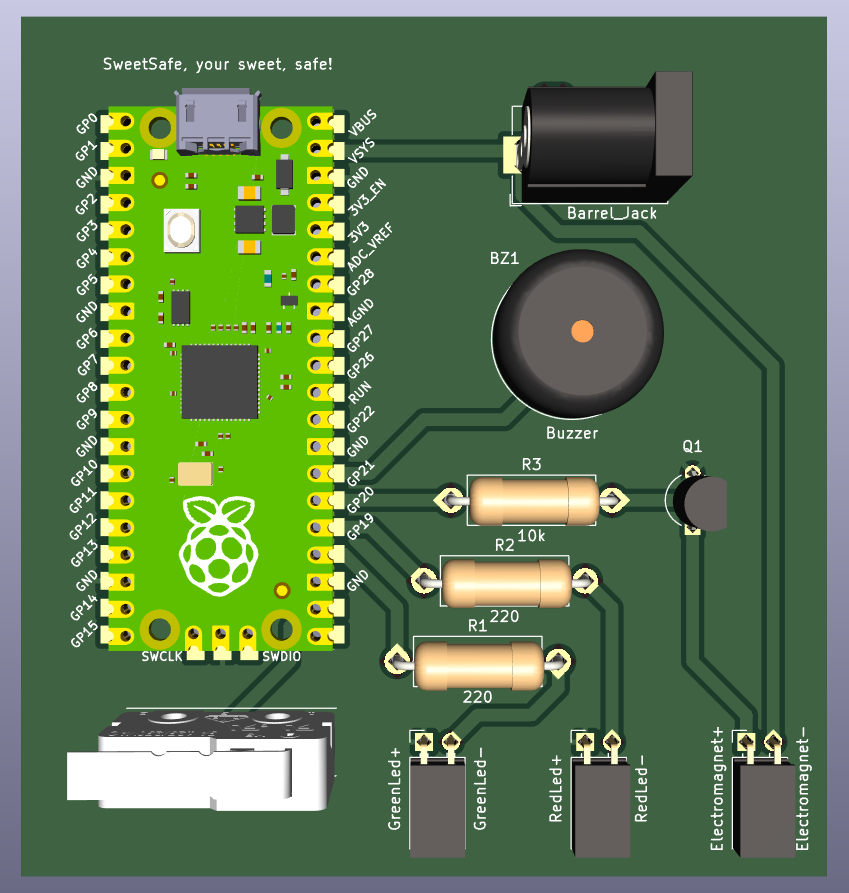 SweetSafe, your sweet, safe!
GP0
GP1
GND
GP2
GP3
GP4
GP5
GND
GP6
GP7
GP8
GP9
GND
GP10
GP11
GP12
GP13
GND
GP14
GP15
VBUS
VSYS
GND
3V3_EN
3V3
ADC_VREF
GP28
AGND
GP27
GP26
RUN
GP22
GND
GP21
GP20
GP19
GND
SWCLK
SWDIO
Barrel_Jack
BZ1
Buzzer
Q1
R3
10k
R2
220
R1
220
GreenLed+
GreenLed-
RedLed+
RedLed-
Electromagnet+
Electromagnet-